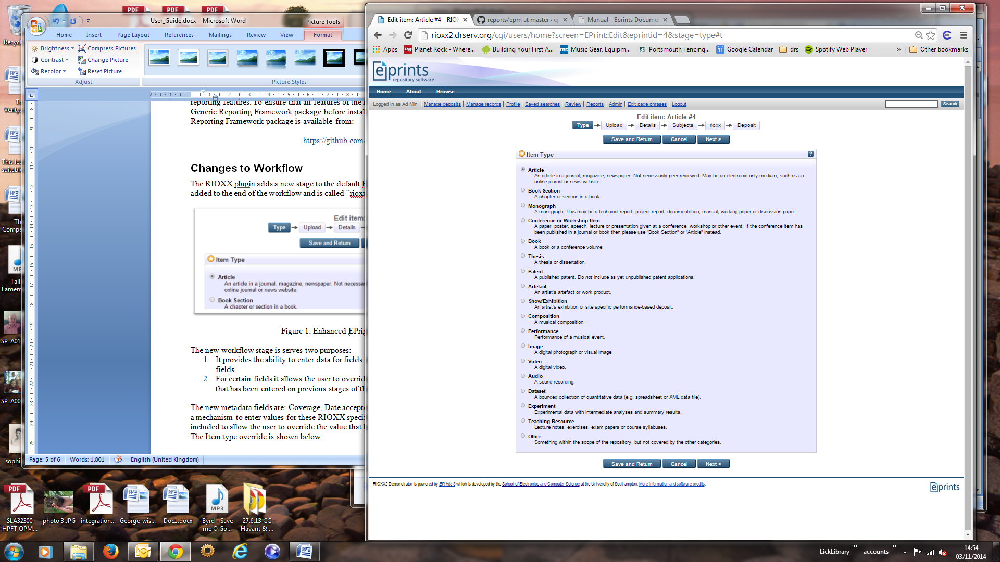 Recycl
To
Verity.
This lea
suitable
Th
Compe
Tall
Lament
SP_A01
SP_A00
sophi
User_Guide.docx - Microsoft Word
Picture Tools
Home
Insert
Page Layout
References
Mailings
Review
View
Format
Brightness
Compress Pictures
Contrast
Change Picture
Recolor
Reset Picture
Adjust
Picture Styles
reporting features. To ensure that all features of the
Generic Reporting Framework package before instal
Reporting Framework package is available from:
https://github.com/
Changes to Workflow
The RIOXX plugin adds a new stage to the default
added to the end of the workflow and is called “riox
Edit item
Type
Upload
Details
Save and Return
Item Type
Article
An article in a journal, magazine, newspaper. Not necessa
online journal or news website.
Book Section
A chapter or section in a book.
Figure 1: Enhanced EPri
The new workflow stage is serves two purposes:
1. It provides the ability to enter data for fields
fields.
2. For certain fields it allows the user to overrid
that has been entered on previous stages of th
The new metadata fields are: Coverage, Date accept
a mechanism to enter values for these RIOXX speci
included to allow the user to override the value that
The Item type override is shown below:
Page: 5 of 6
Words: 1,801
English (United Kingdom)
Edit item: Article #4 - RIO
reports/epm at master · e
Manual - Eprints Docume
rioxx2.drserv.org/cgi/users/home?screen=EPrint::Edit&eprintid=4&stage=type#t
Apps
Planet Rock - Where...
Building Your First A...
Music Gear, Equipm...
Portsmouth Fencing...
Google Calendar
drs
Spotify Web Player
»
Other bookmarks
eprints
repository software
Home
About
Browse
Logged in as Ad Min | Manage deposits | Manage records | Profile | Saved searches | Review | Reports | Admin | Edit page phrases | Logout
Search
Edit item: Article #4
Type
Upload
Details
Subjects
rioxx
Deposit
Save and Return
Cancel
Next >
Item Type
Article
An article in a journal, magazine, newspaper. Not necessarily peer-reviewed. May be an electronic-only medium, such as an
online journal or news website.
Book Section
A chapter or section in a book.
Monograph
A monograph. This may be a technical report, project report, documentation, manual, working paper or discussion paper.
Conference or Workshop Item
A paper, poster, speech, lecture or presentation given at a conference, workshop or other event. If the conference item has
been published in a journal or book then please use "Book Section" or "Article" instead.
Book
A book or a conference volume.
Thesis
A thesis or dissertation.
Patent
A published patent. Do not include as yet unpublished patent applications.
Artefact
An artist's artefact or work product.
Show/Exhibition
An artist's exhibition or site specific performance-based deposit.
Composition
A musical composition.
Performance
Performance of a musical event.
Image
A digital photograph or visual image.
Video
A digital video.
Audio
A sound recording.
Dataset
A bounded collection of quantitative data (e.g. spreadsheet or XML data file).
Experiment
Experimental data with intermediate analyses and summary results.
Teaching Resource
Lecture notes, exercises, exam papers or course syllabuses.
Other
Something within the scope of the repository, but not covered by the other categories.
Save and Return
Cancel
Next >
RIOXX2 Demonstrator is powered by EPrints 3 which is developed by the School of Electronics and Computer Science at the University of Southampton. More information and software credits.
eprints
SLA32300
HPFT OPM...
photo 3.JPG
integration...
George-wis...
Doc1.docx
Byrd - Save
me O Go...
27.6.13 CC
Havant & ...
LickLibrary
accounts
14:54
03/11/2014